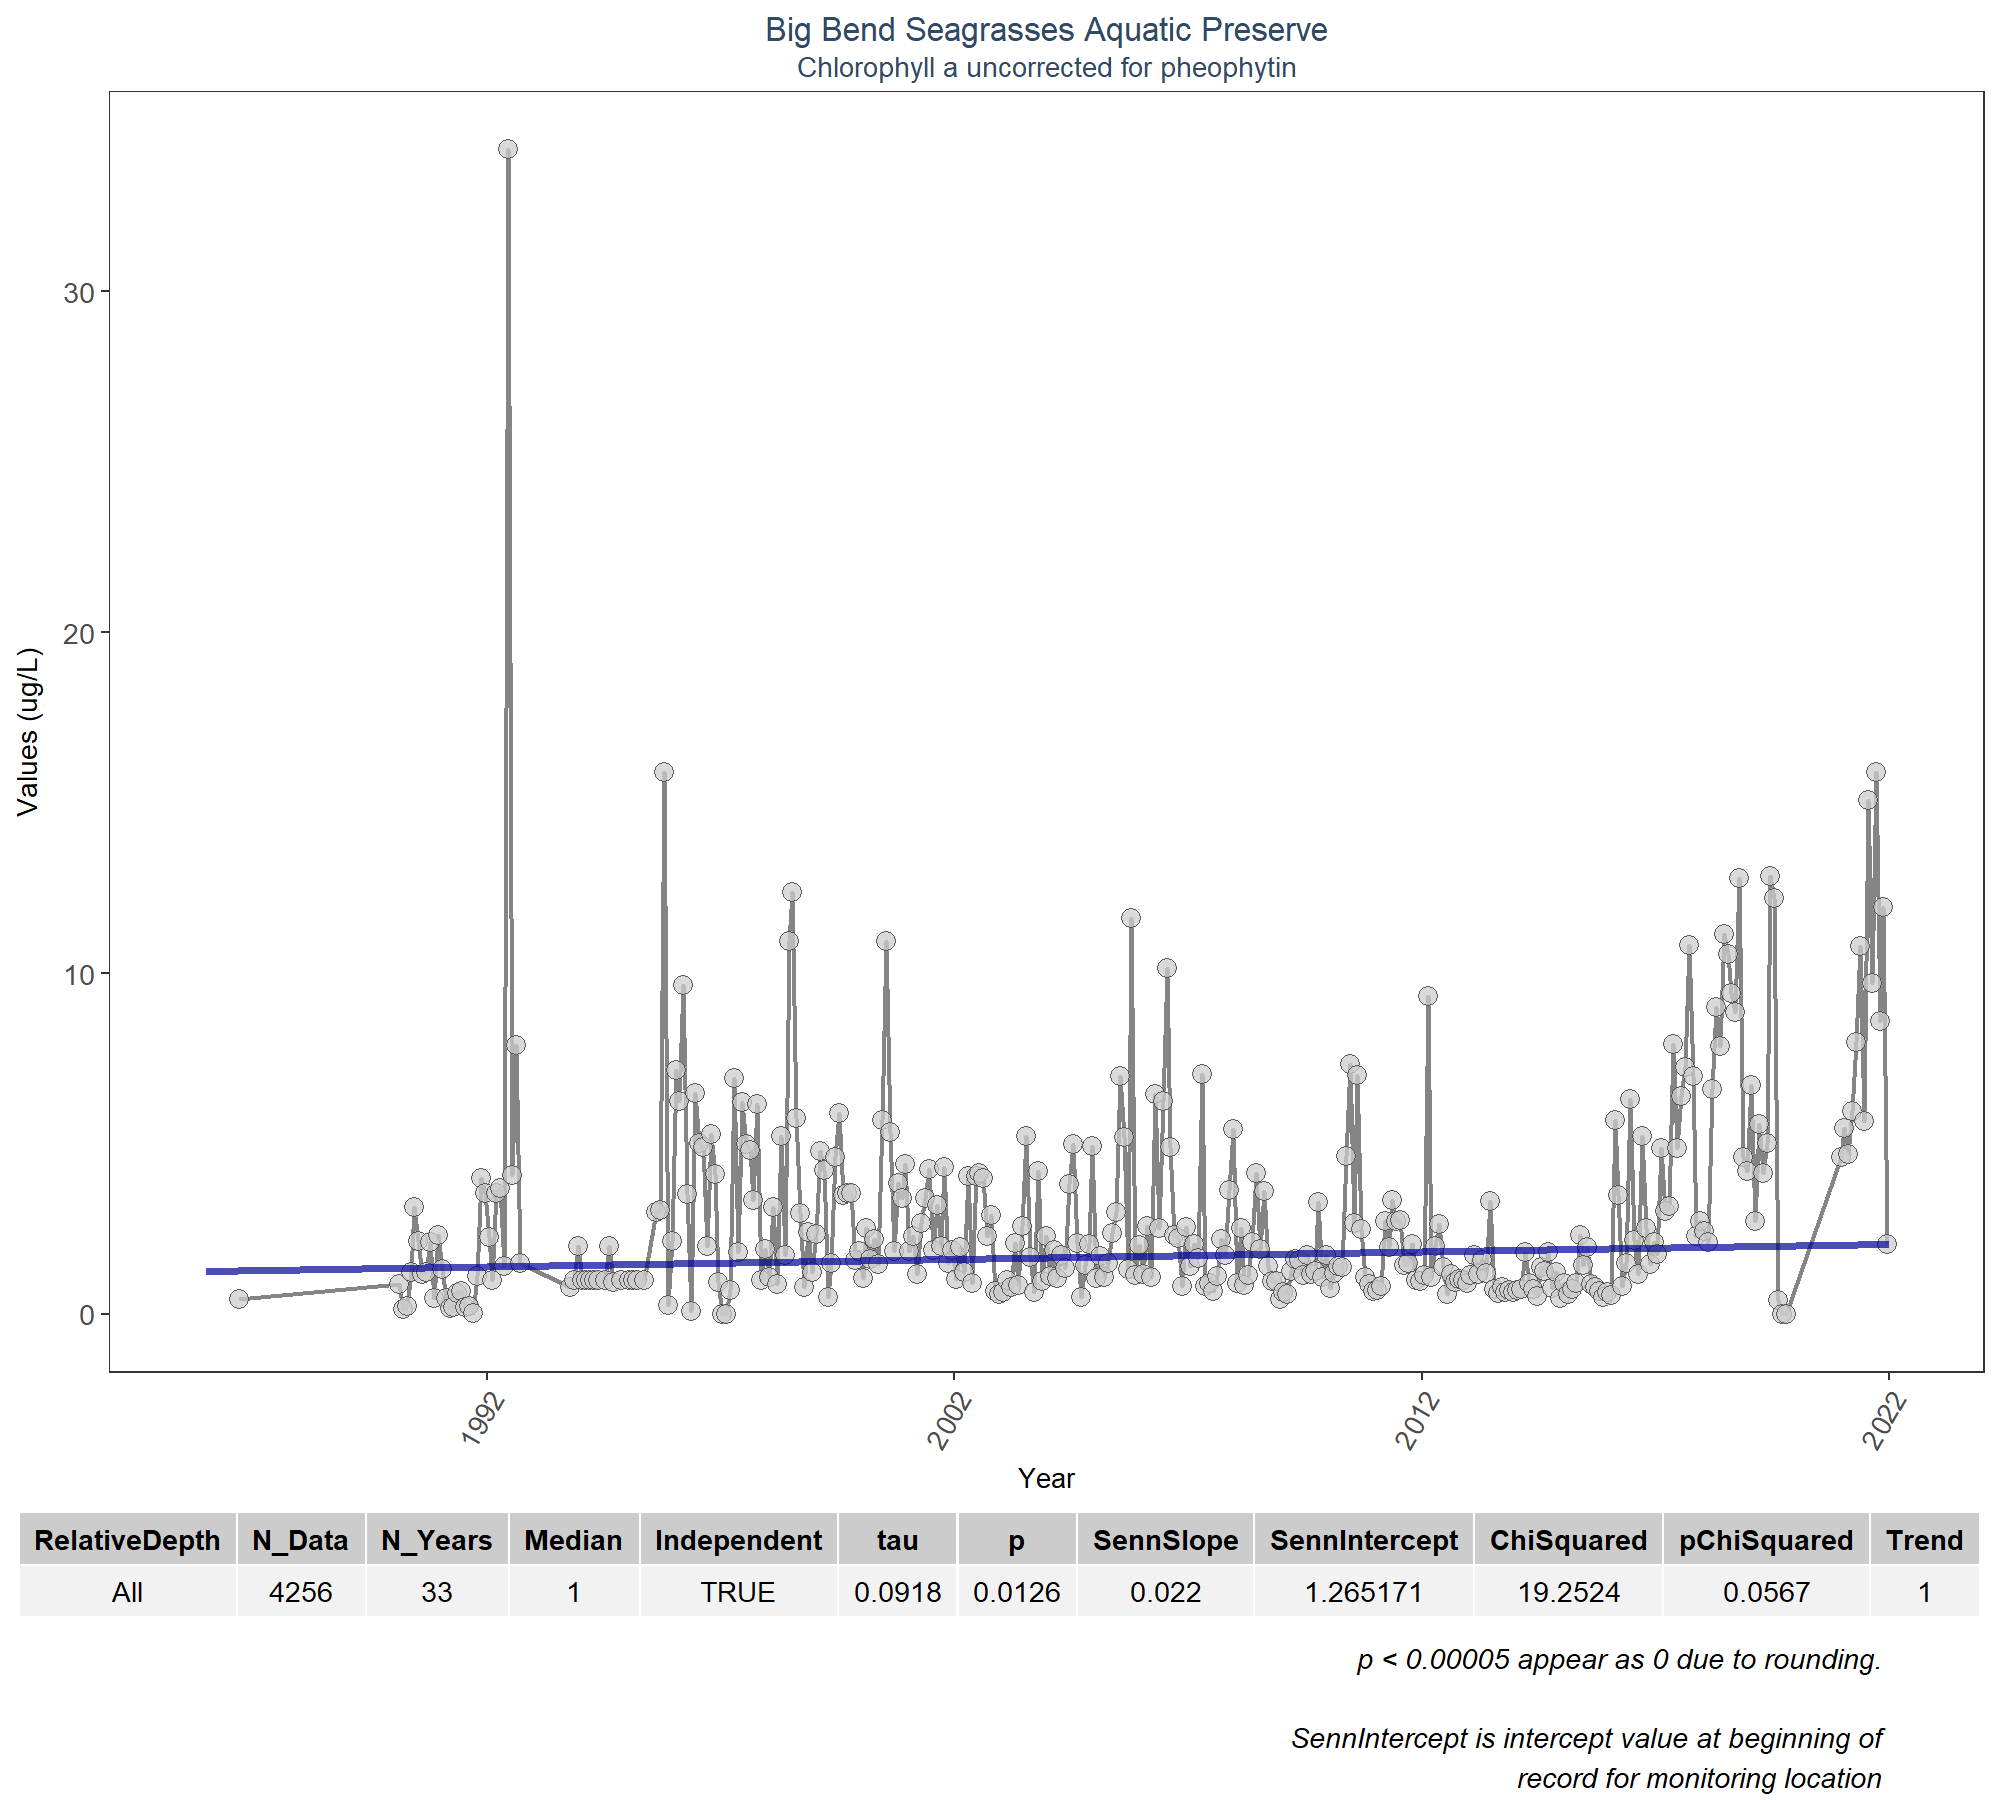 Big Bend Seagrasses Aquatic Preserve
Chlorophyll a uncorrected for pheophytin
Values (ug/L)
30
20
10
0
1992
2002
2012
2022
Year
RelativeDepth N_Data N_Years Median Independent tau p SennSlope SennIntercept ChiSquared pChiSquared Trend
All 4256 33 1 TRUE 0.0918 0.0126 0.022 1.265171 19.2524 0.0567 1
p < 0.00005 appear as 0 due to rounding.
SennIntercept is intercept value at beginning of
record for monitoring location